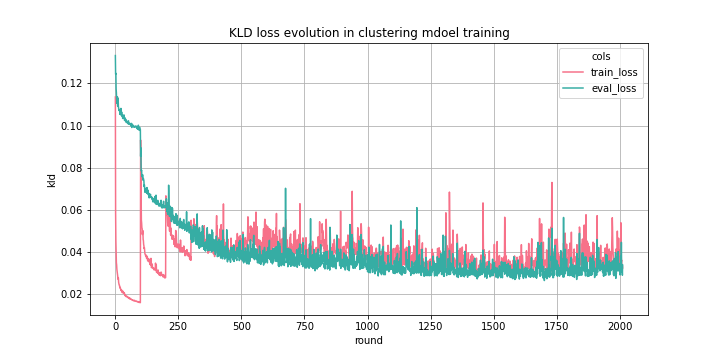 KLD loss evolution in clustering mdoel training
cols
train_loss
eval_loss
kld
0.12
0.10
0.08
0.06
0.04
0.02
0
250
500
750
1000
1250
1500
1750
2000
round